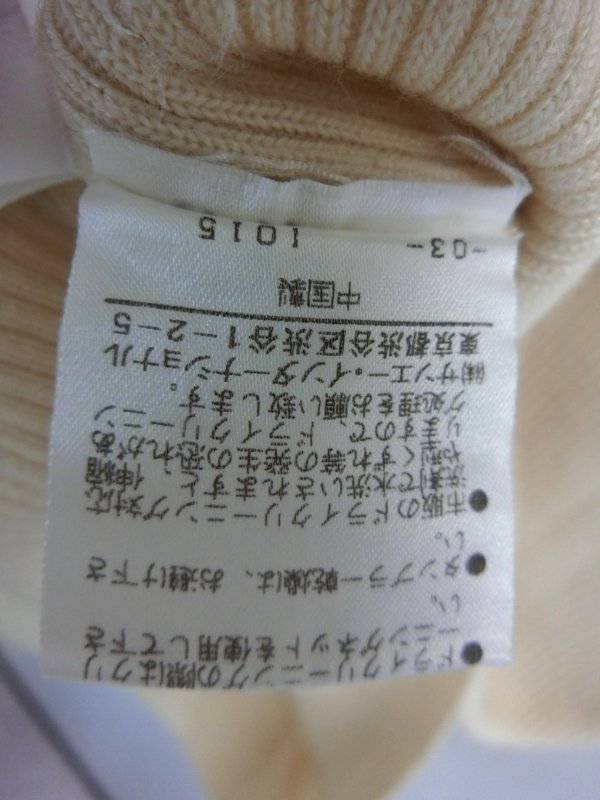 ●ドライクリーニングの際はクリ
ーニングネットを使用して下さ
い。
●タンブラー乾燥は、お避け下さ
い。
●市販のドライクリーニング対応
洗剤で水洗いされますと 伸縮
や型くずれ等の発生の恐れがあ
りますので、ドライクリーニン
グ処理をお願い致します。
㈱サンエー・インターナショナル
東京都渋谷区渋谷1-2-5
中国製
-03- 1015